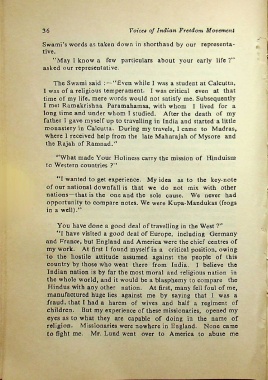 36 Voices of Indian Freedom Movement
Swami's words as taken down in shorthand by our representa-
tive.
"May I know a few particulars about your early life ?"
asked our representative.
The Swami said :– "Even while I was a student at Calcutta,
I was of a religious temperament. I was critical even at that
time of my life, mere words would not satisfy me. Subsequently
I met Ramakrishna Paramahamsa, with whom I lived for a
long time and under whom I studied. After the death of my
father I gave myself up to travelling in India and started a little
monastery in Calcutta. During my travels, I came to Madras,
where I received help from the late Maharajah of Mysore and
the Rajah of Ramnad."
"What made Your Holiness carry the mission of Hinduism
to Western countries ?"
"I wanted to get experience. My idea as to the key-note
of our national downfall is that we do not mix with other
nations—that is the one and the sole cause. We never had
opportunity to compare notes. We were Kupa-Mandukas (frogs
in a well)."
You have done a good deal of travelling in the West ?"
"I have visited a good deal of Europe, including Germany
and France, but England and America were the chief centres of
my work. At first I found myself in a critical position, owing
to the hostile attitude assumed against the people of this
country by those who went there from India. I believe the
Indian nation is by far the most moral and religious nation in
the whole world, and it would be a blasphemy to compare the
Hindus with any other nation. At first, many fell foul of me,
manufactured huge lies against me by saying that I was a
fraud, that I had a harem of wives and half a regiment of
children. But my experience of these missionaries, opened my
eyes as to what they are capable of doing in the name of
religion. Missionaries were nowhere in England. None came
to fight me. Mr. Lund went over to America to abuse me